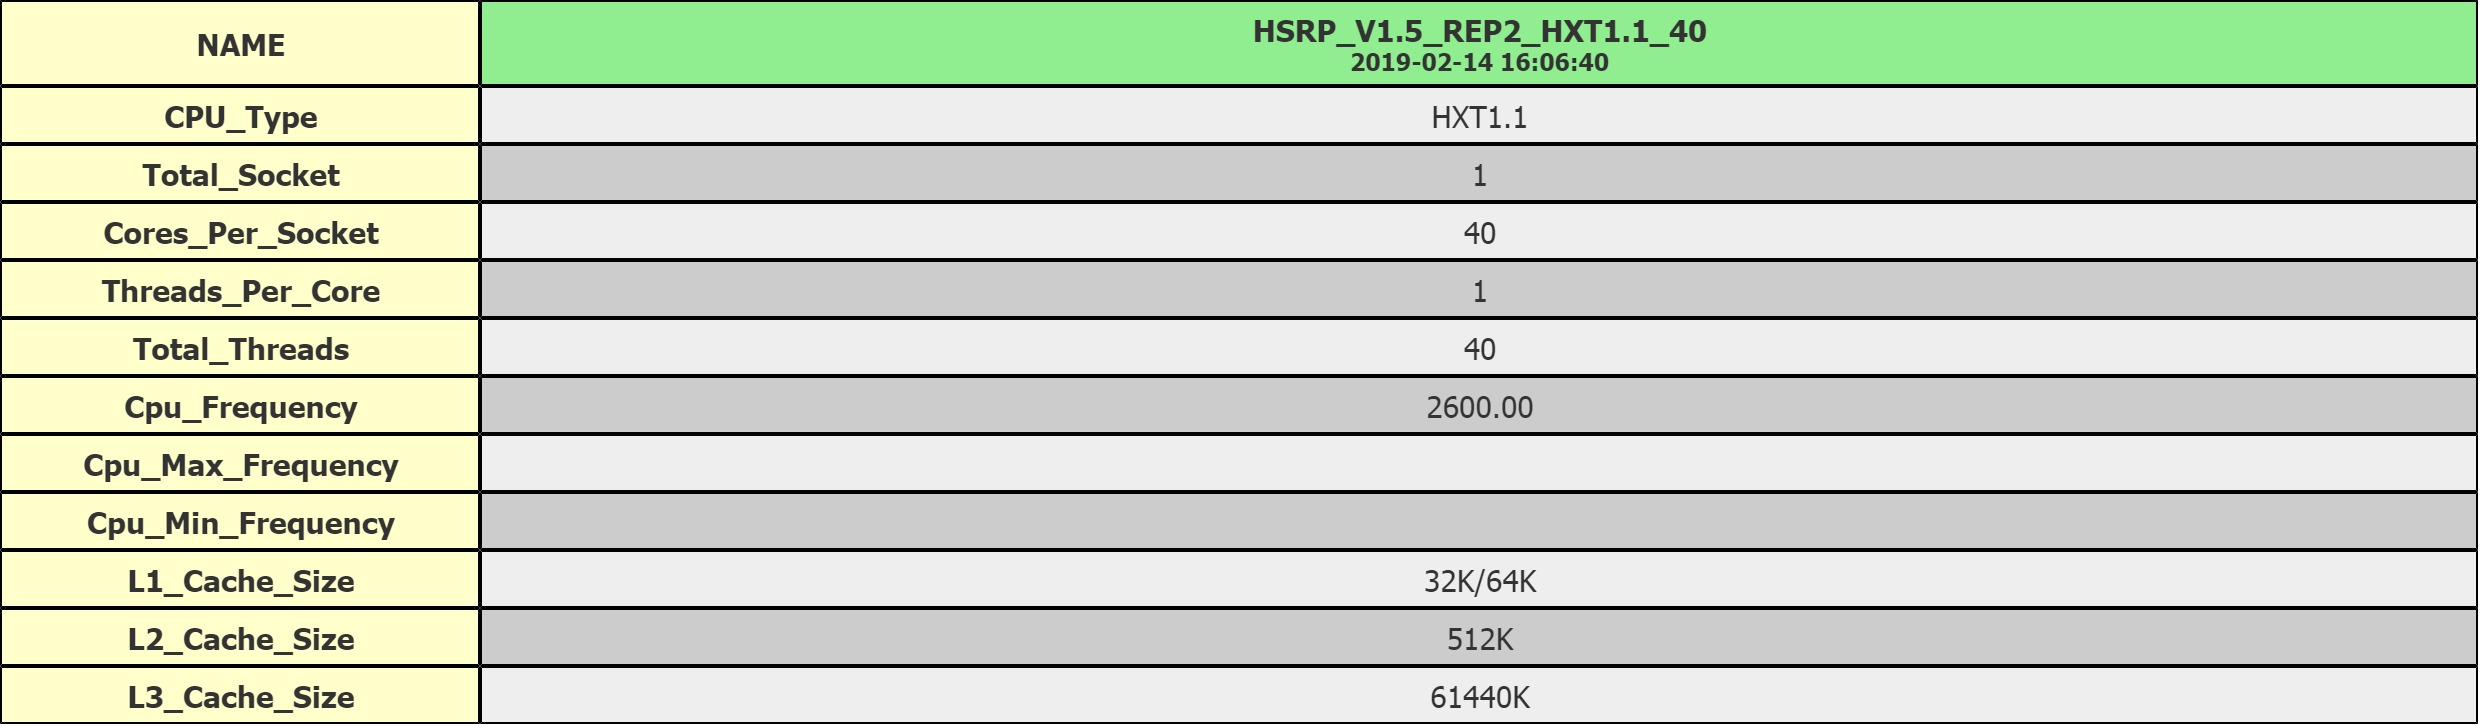 NAME
HSRP_V1.5_REP2_HXT1.1_40
2019-02-14 16:06:40
CPU_Type
HXT1.1
Total_Socket
1
Cores_Per_Socket
40
Threads_Per_Core
1
Total_Threads
40
Cpu_Frequency
2600.00
Cpu_Max_Frequency
Cpu_Min_Frequency
L1_Cache_Size
32K/64K
L2_Cache_Size
512K
L3_Cache_Size
61440K